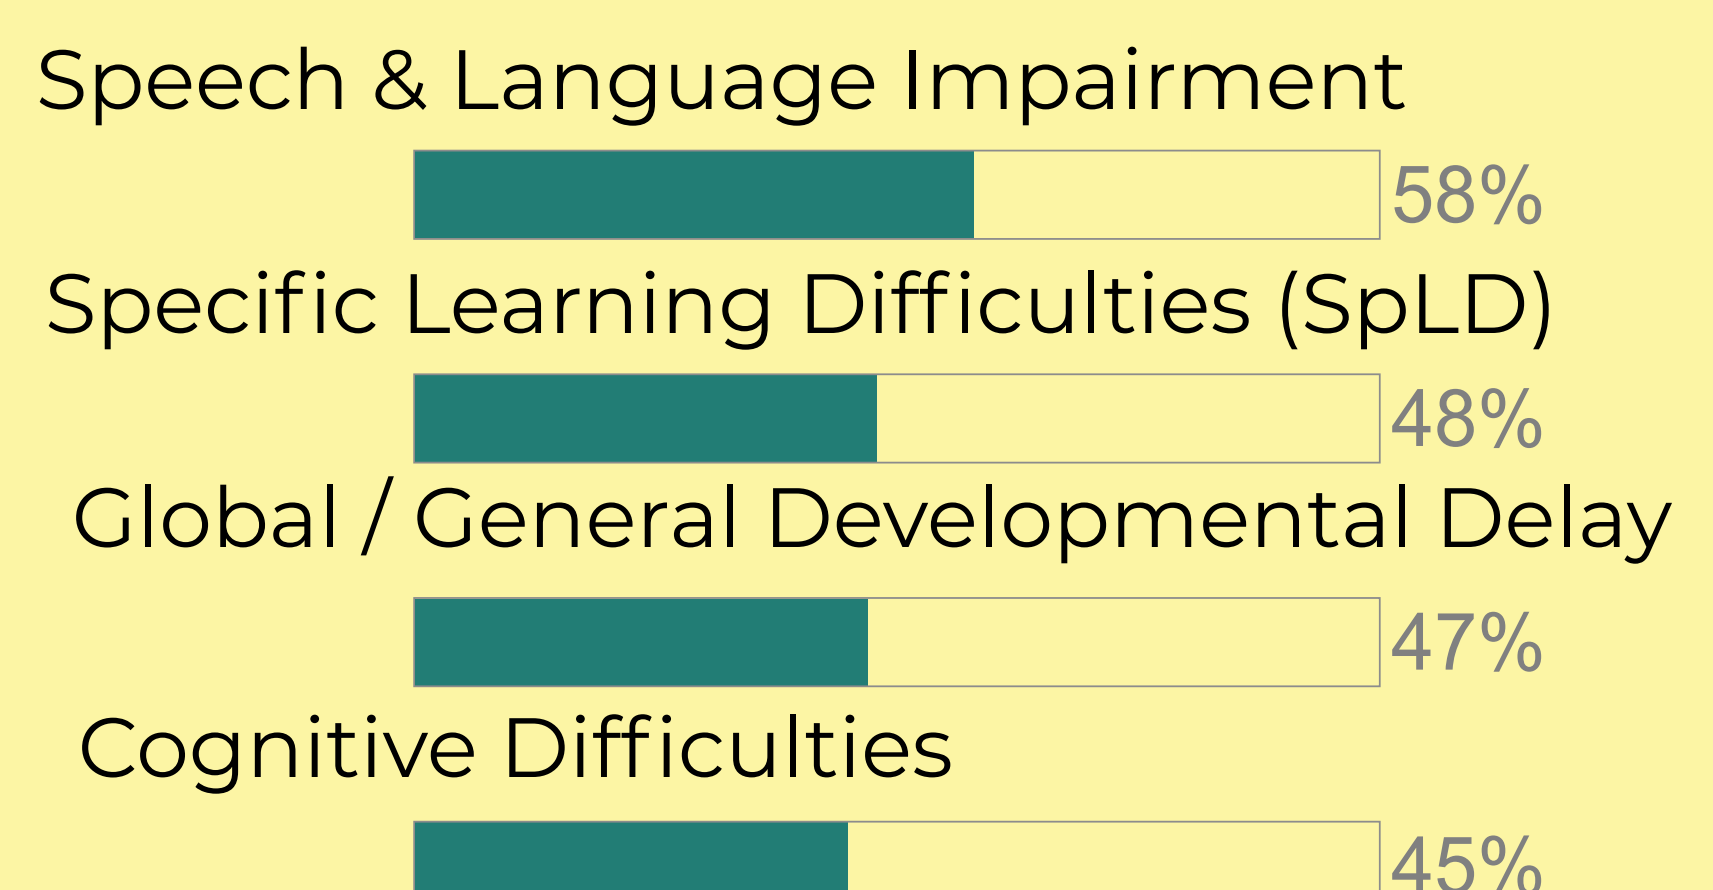 Speech & Language Impairment
58%
Specific Learning Difficulties (SpLD)
48%
Global / General Developmental Delay
47%
Cognitive Difficulties
45%